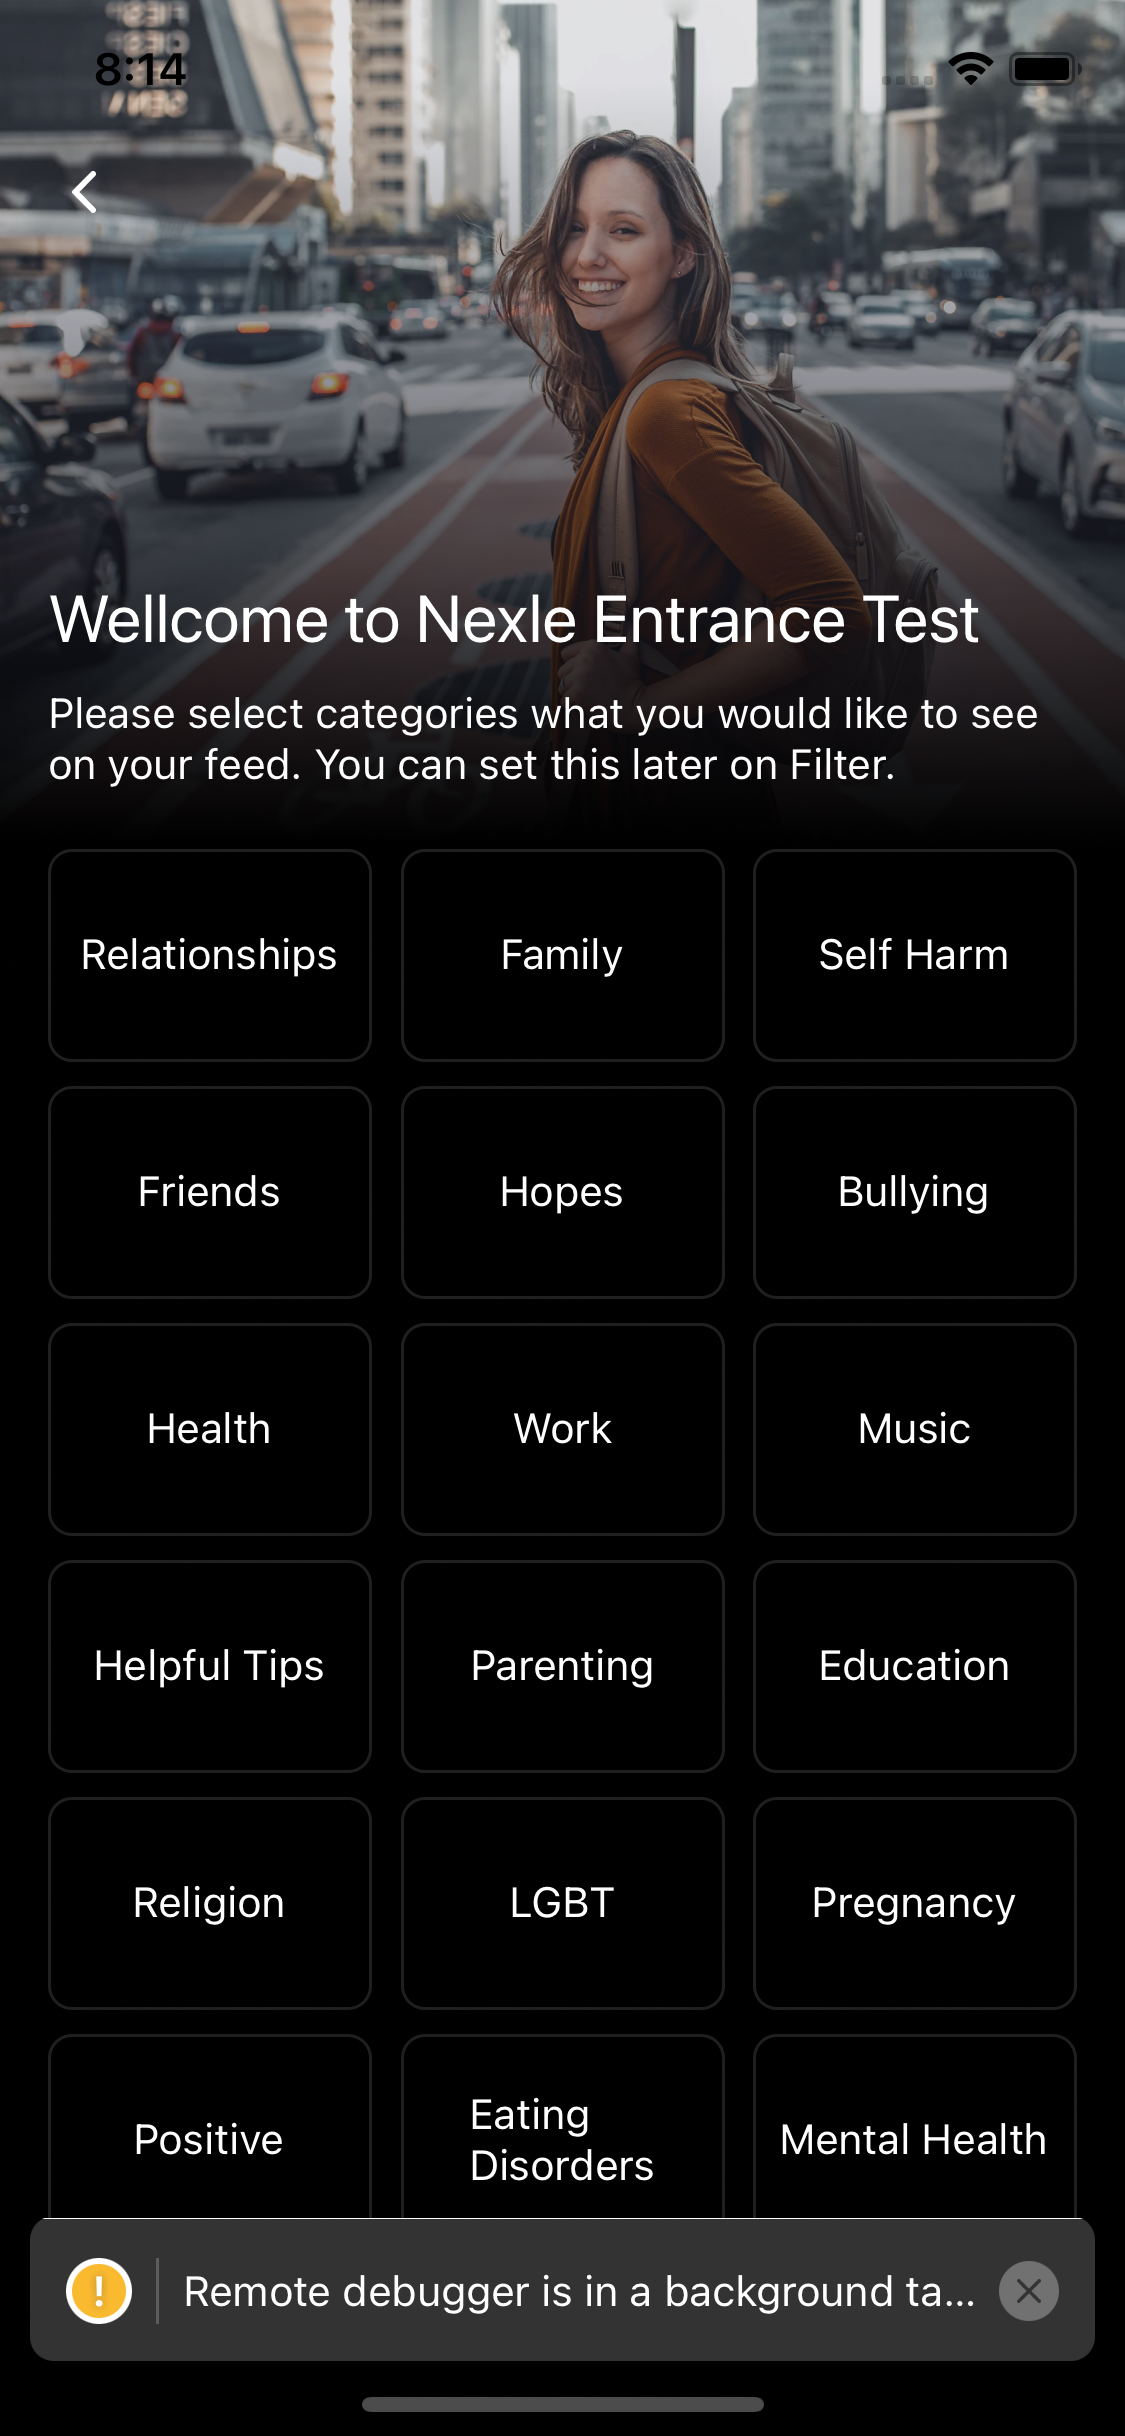 8:14
Wellcome to Nexle Entrance Test
Please select categories what you would like to see
on your feed. You can set this later on Filter.
Relationships
Family
Self Harm
Friends
Hopes
Bullying
Health
Work
Music
Helpful Tips
Parenting
Education
Religion
LGBT
Pregnancy
Positive
Eating
Disorders
Mental Health
! Remote debugger is in a background ta...